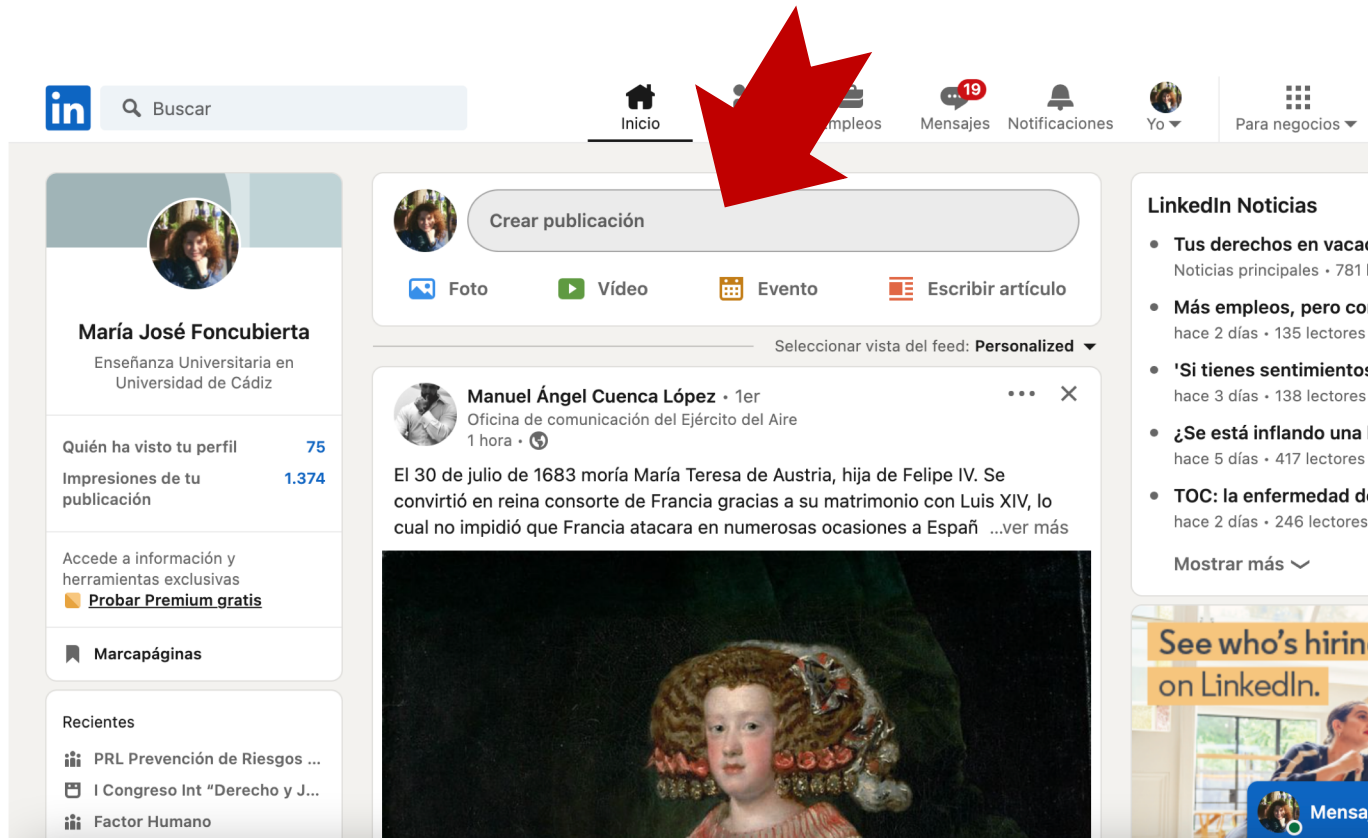 in
Buscar
Inicio
Mensajes
19
Notificaciones
Yo
Para negocios
María José Foncubierta
Enseñanza Universitaria en
Universidad de Cádiz
Quién ha visto tu perfil 75
Impresiones de tu 1.374
publicación
Accede a información y
herramientas exclusivas
Probar Premium gratis
Marcapáginas
Recientes
PRL Prevención de Riesgos ...
I Congreso Int “Derecho y J...
Factor Humano
Crear publicación
Foto
Vídeo
Evento
Escribir artículo
Seleccionar vista del feed: Personalized
Manuel Ángel Cuenca López • 1er
Oficina de comunicación del Ejército del Aire
1 hora •
El 30 de julio de 1683 moría María Teresa de Austria, hija de Felipe IV. Se
convirtió en reina consorte de Francia gracias a su matrimonio con Luis XIV, lo
cual no impidió que Francia atacara en numerosas ocasiones a Españ ...ver más
LinkedIn Noticias
Tus derechos en
Noticias principales • 781
Más empleos, pero
hace 2 días • 135 lectores
'Si tienes sentimientos
hace 3 días • 138 lectores
¿Se está inflando una
hace 5 días • 417 lectores
TOC: la enfermedad
hace 2 días • 246 lectores
Mostrar más
See who's
on LinkedIn.